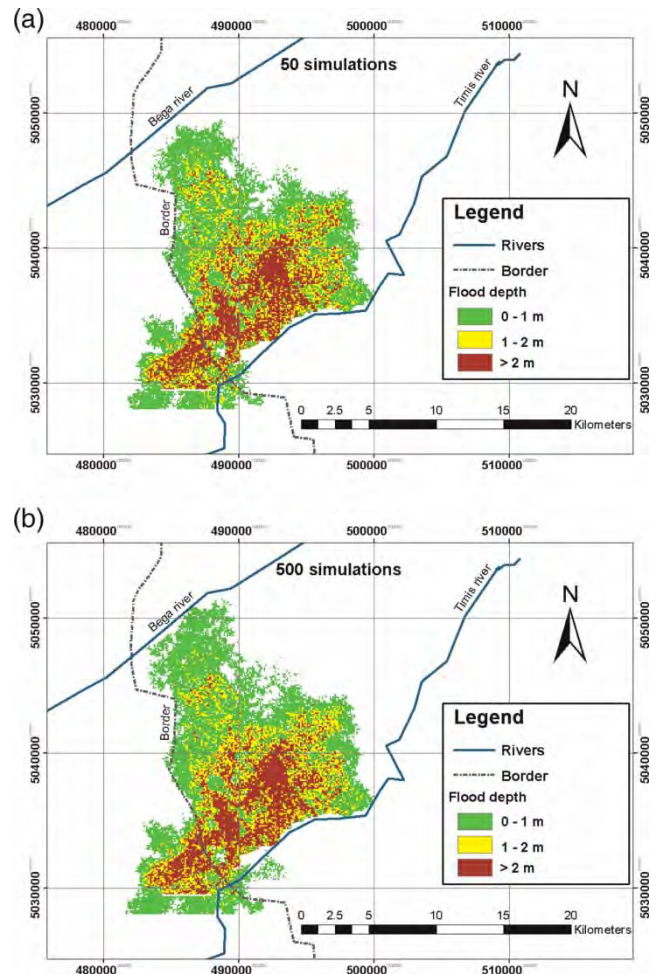 (a)
480000
490000
500000
510000
50 simulations
Bega river
Timis river
N
5050000
5050000
Border
Legend
Rivers
Border
Flood depth
0 - 1 m
1 - 2 m
> 2 m
5040000
5040000
5030000
5030000
0 2.5 5 10 15 20
Kilometers
480000
490000
500000
510000
(b)
480000
490000
500000
510000
500 simulations
Bega river
Timis river
N
5050000
5050000
Border
Legend
Rivers
Border
Flood depth
0 - 1 m
1 - 2 m
> 2 m
5040000
5040000
5030000
5030000
0 2.5 5 10 15 20
Kilometers
480000
490000
500000
510000